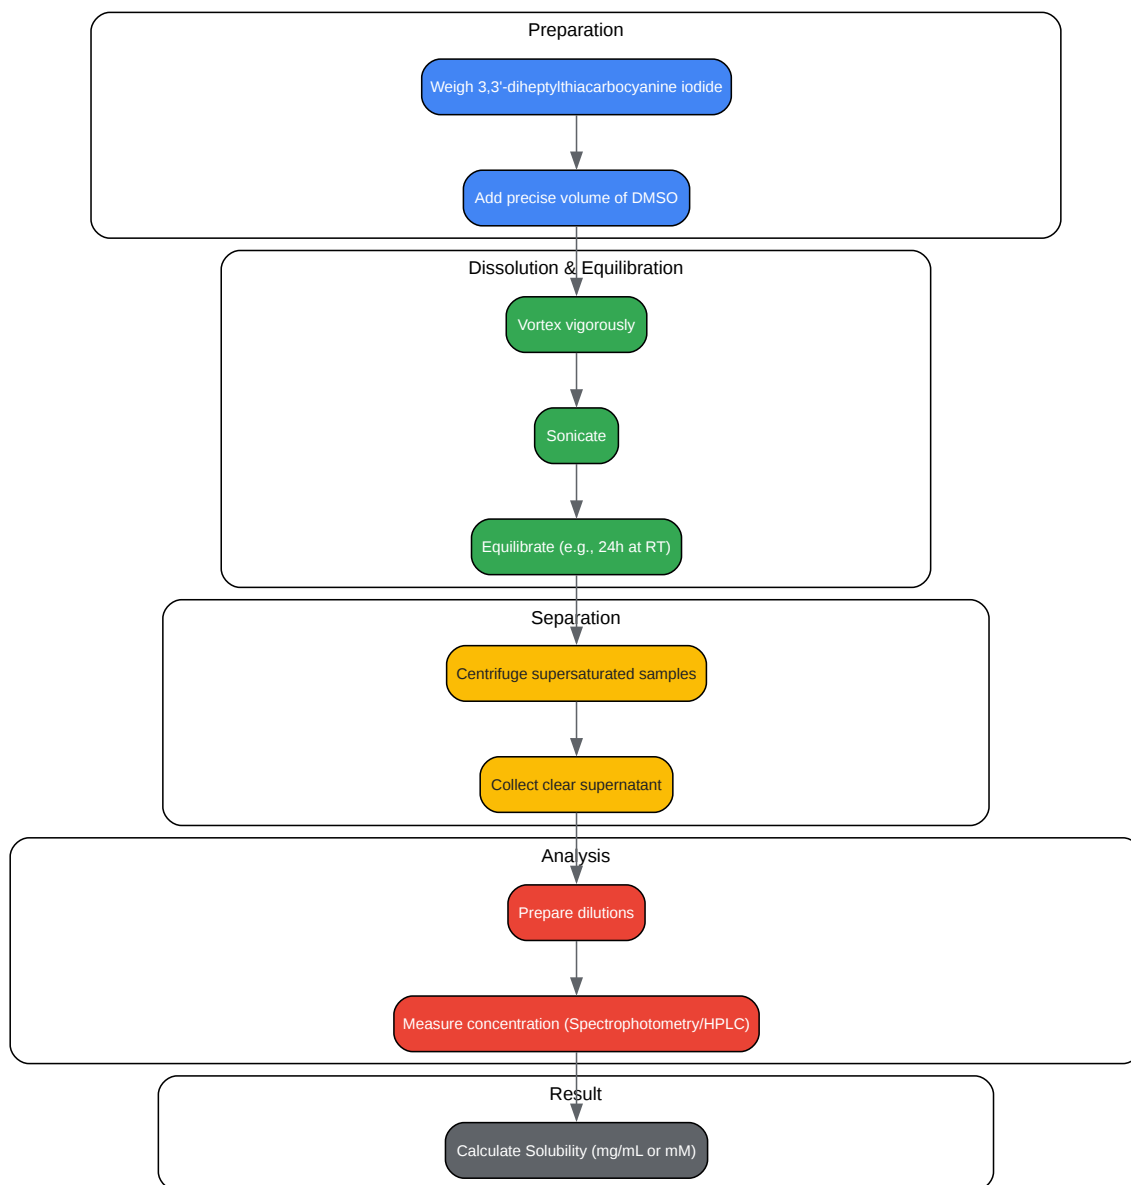 Preparation
Weigh 3,3'-diheptylthiacarbocyanine iodide
Add precise volume of DMSO
Dissolution & Equilibration
Vortex vigorously
Sonicate
Equilibrate (e.g., 24h at RT)
Separation
Centrifuge supersaturated samples
Collect clear supernatant
Analysis
Prepare dilutions
Measure concentration (Spectrophotometry/HPLC)
Result
Calculate Solubility (mg/mL or mM)